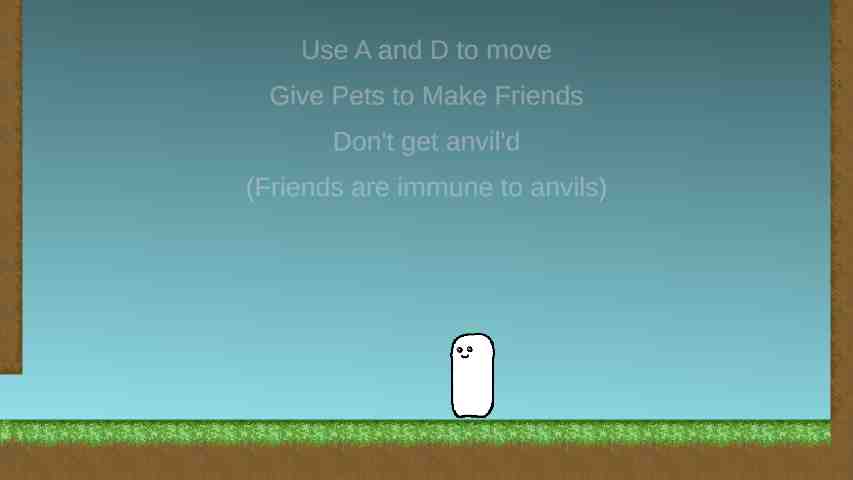 Use A and D to move
Give Pets to Make Friends
Don't get anvil'd
(Friends are immune to anvils)